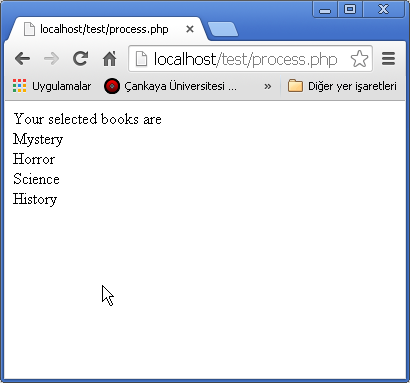 localhost/test/process.php
localhost/test/process.php
Uygulamalar
Çankaya Üniversitesi ...
»
Diğer yer işaretleri
Your selected books are
Mystery
Horror
Science
History